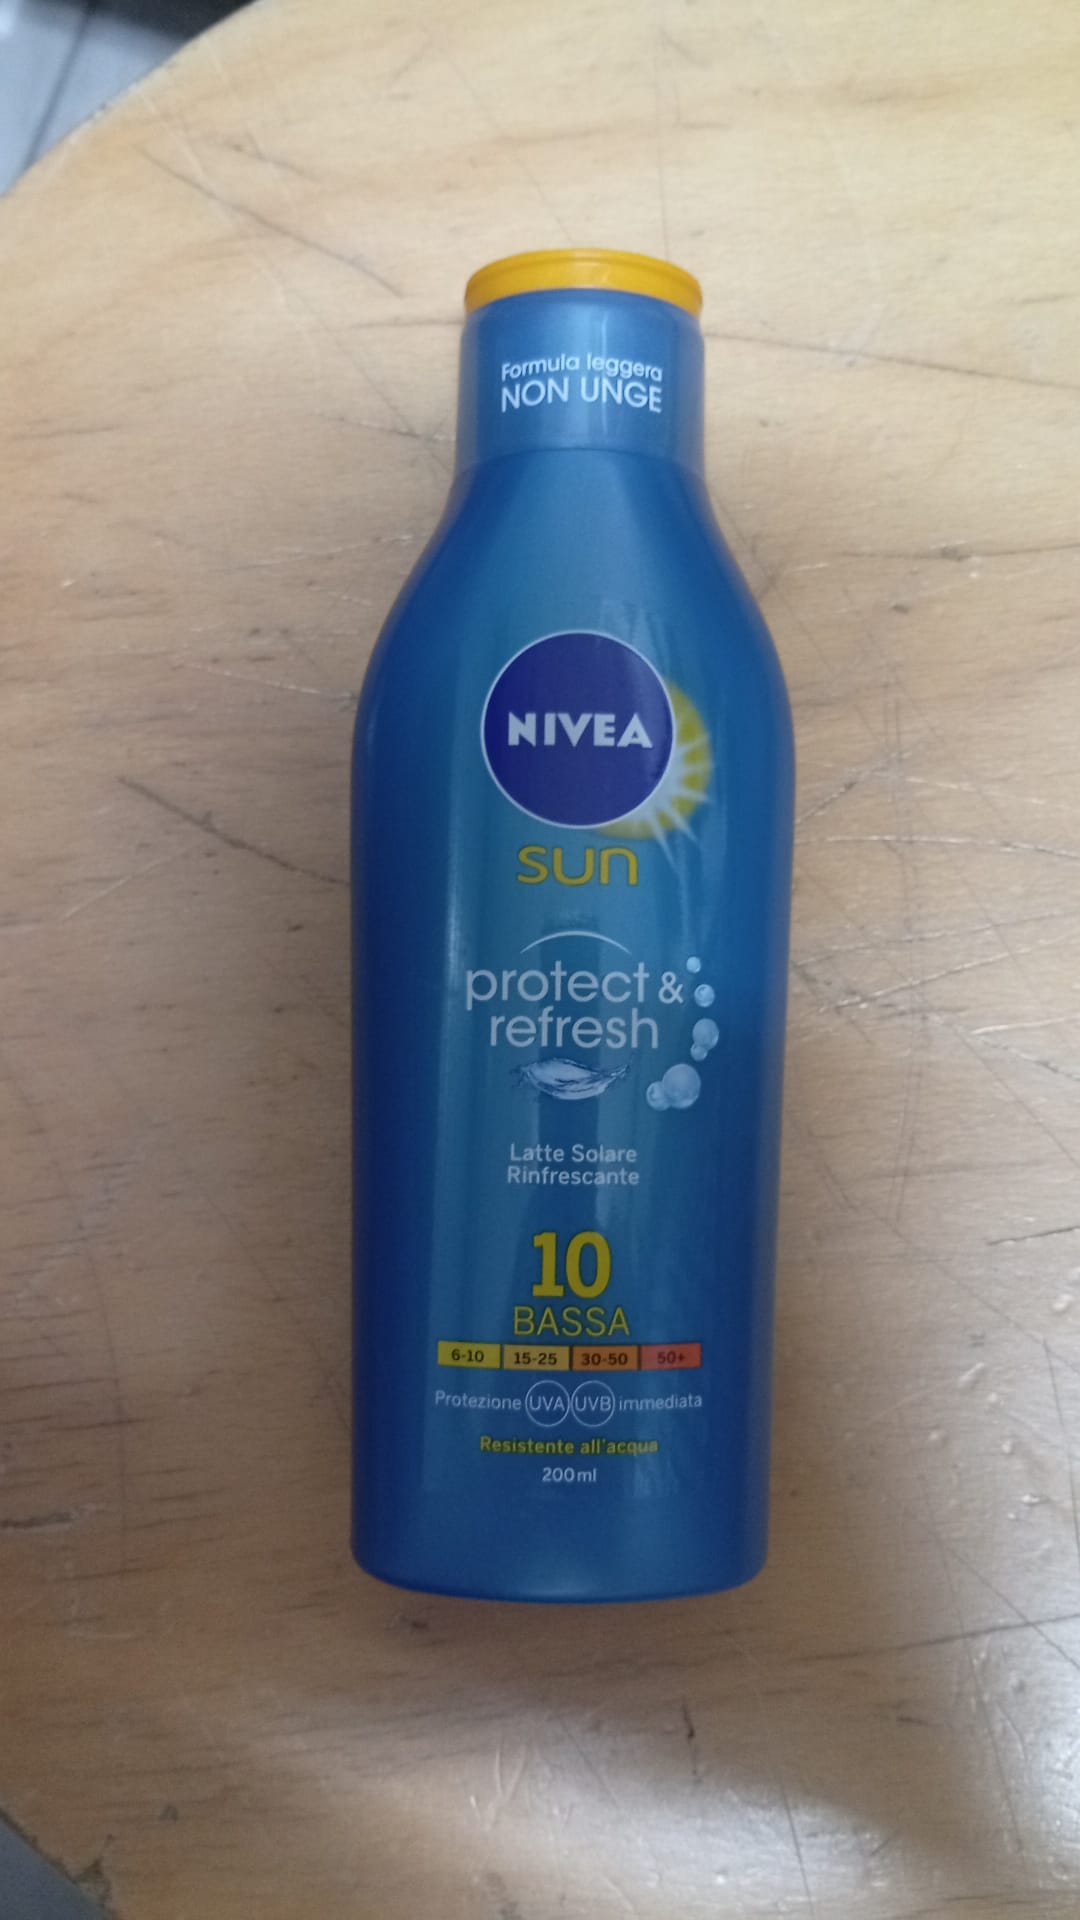 Formula leggera
NON UNGE
NIVEA
sun
protect &
refresh
Latte Solare
Rinfrescante
10
BASSA
6-10 15-25 30-50 50+
Protezione UVA UVB immediata
Resistente all'acqua
200ml